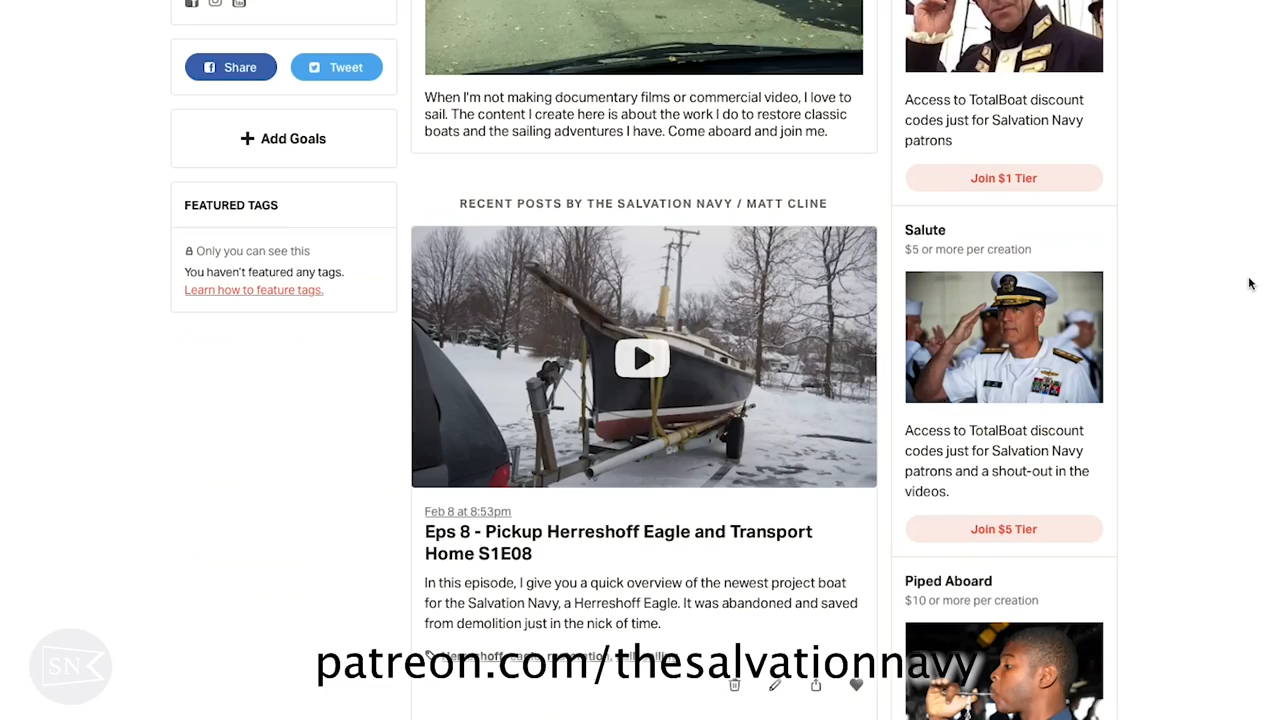 Share
Tweet
Add Goals
FEATURED TAGS
Only you can see this
You haven't featured any tags.
Learn how to feature tags.
When I'm not making documentary films or commercial video, I love to
sail. The content I create here is about the work I do to restore classic
boats and the sailing adventures I have. Come aboard and join me.
RECENT POSTS BY THE SALVATION NAVY / MATT CLINE
Feb 8 at 8:53pm
Eps 8 - Pickup Herreshoff Eagle and Transport
Home S1E08
In this episode, I give you a quick overview of the newest project boat
for the Salvation Navy, a Herreshoff Eagle. It was abandoned and saved
from demolition just in the nick of time.
Access to TotalBoat discount
codes just for Salvation Navy
patrons
Join $1 Tier
Salute
$5 or more per creation
Access to TotalBoat discount
codes just for Salvation Navy
patrons and a shout-out in the
videos.
Join $5 Tier
Piped Aboard
$10 or more per creation
patreon.com/thesalvationnavy
SN